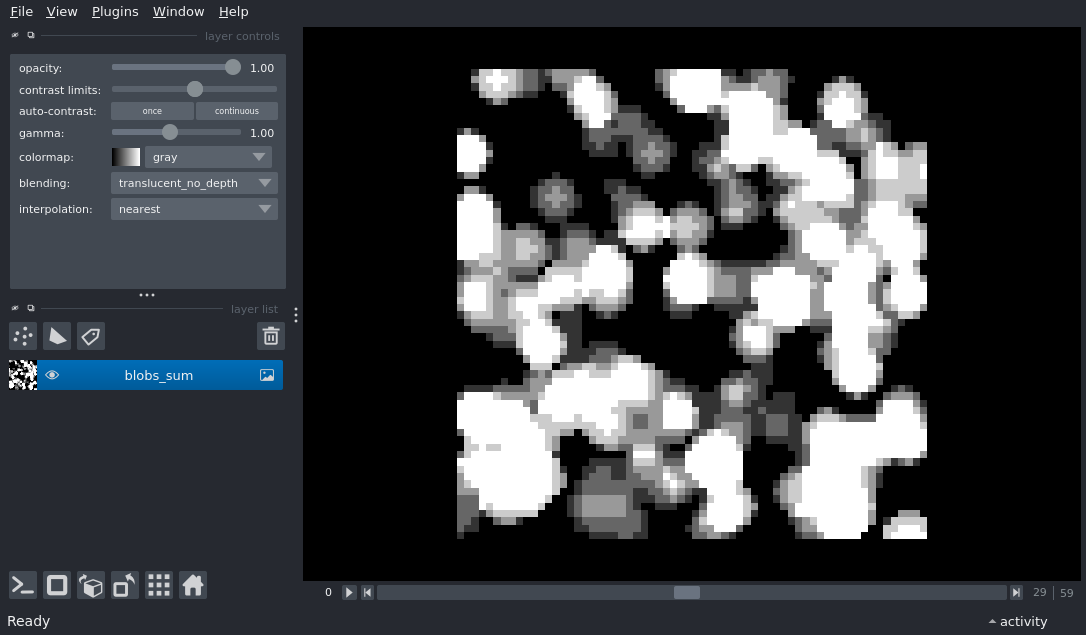 File View Plugins Window Help
layer controls
opacity: 1.00
contrast limits:
auto-contrast: once continuous
gamma: 1.00
colormap: gray
blending: translucent_no_depth
interpolation: nearest
layer list
blobs_sum
0 29 59
Ready activity